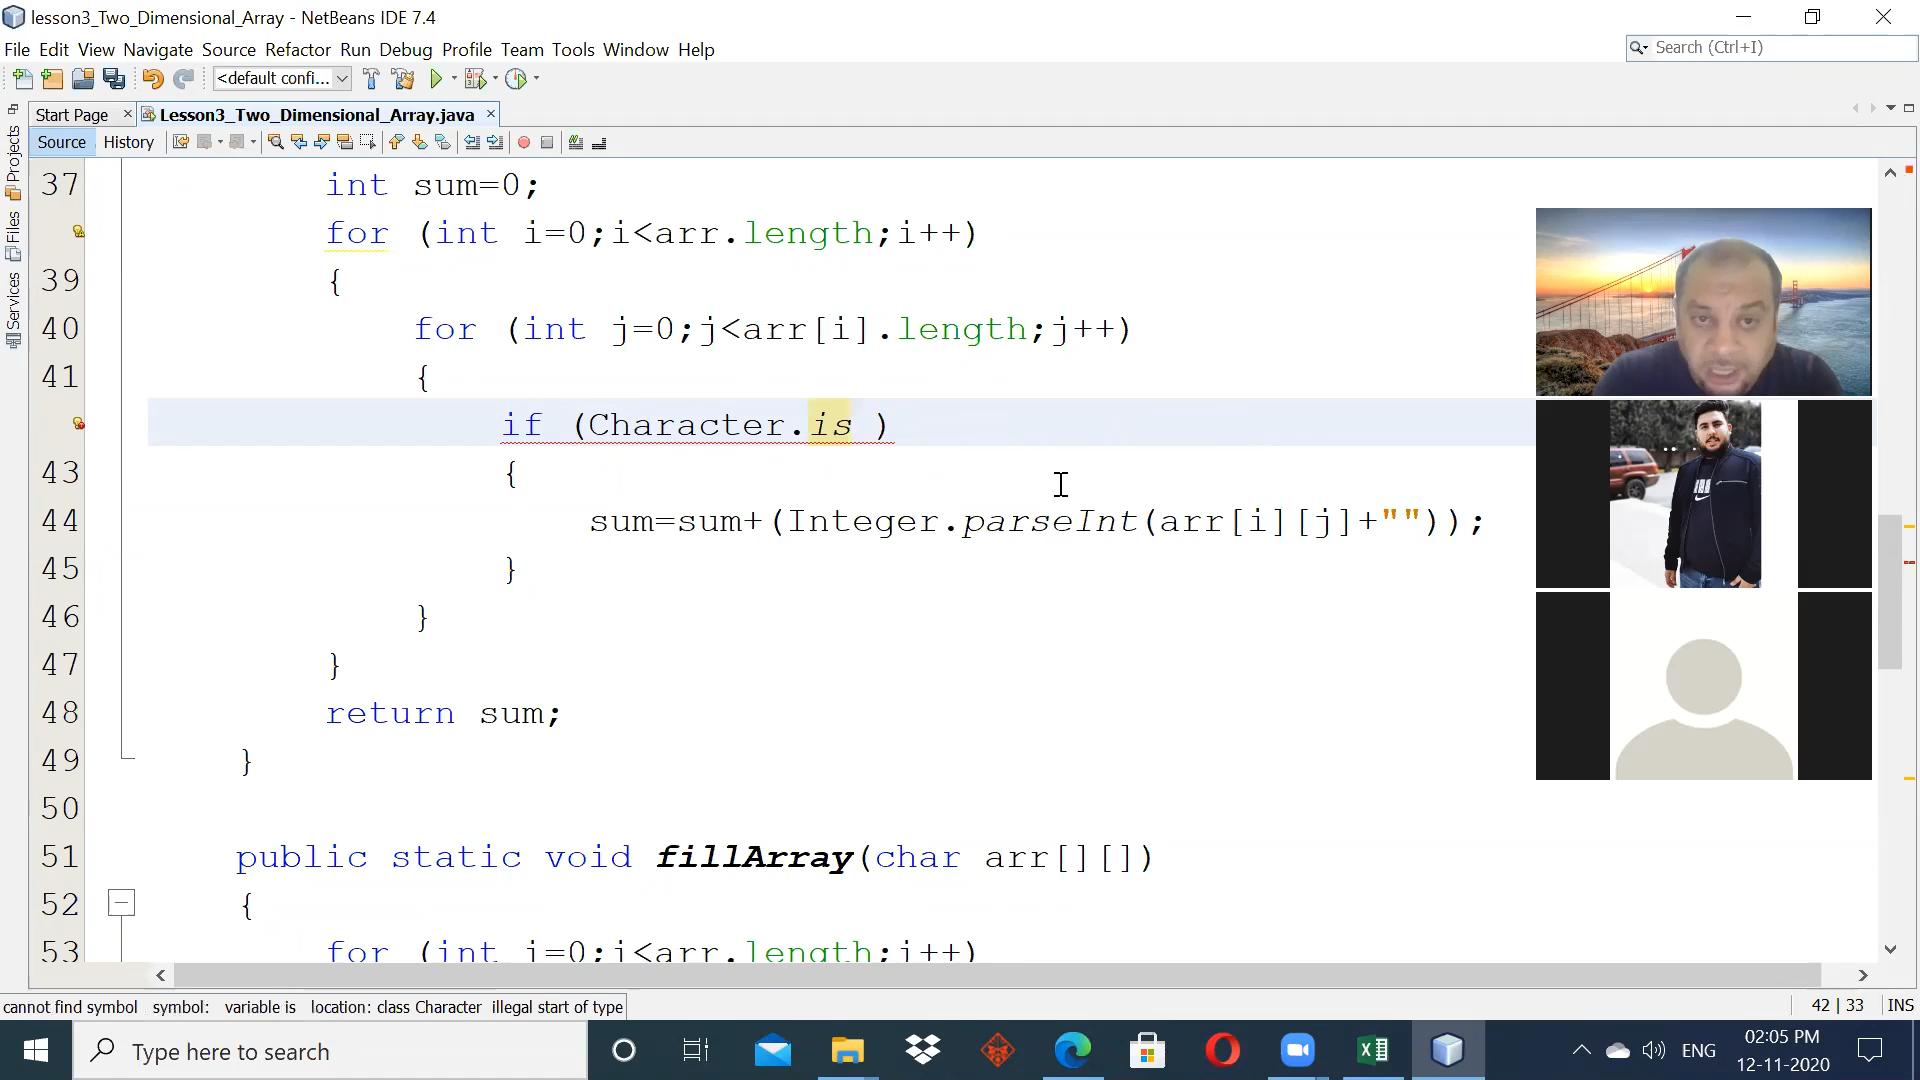 lesson3_Two_Dimensional_Array - NetBeans IDE 7.4
File Edit View Navigate Source Refactor Run Debug Profile Team Tools Window Help
Search (Ctrl+I)
<default confi...
Start Page
Lesson3_Two_Dimensional_Array.java
Source History
Projects
Files
Services
37 int sum=0;
for (int i=0;i<arr.length;i++)
39 {
40 for (int j=0;j<arr[i].length;j++)
41 {
if (Character.is )
43 {
44 sum=sum+(Integer.parseInt(arr[i][j]+""));
45 }
46 }
47 }
48 return sum;
49 }
50
51 public static void fillArray(char arr[][])
52 {
53 for (int i=0;i<arr.length;i++)
cannot find symbol symbol: variable is location: class Character illegal start of type
42 | 33 INS
Type here to search
ENG
02:05 PM
12-11-2020